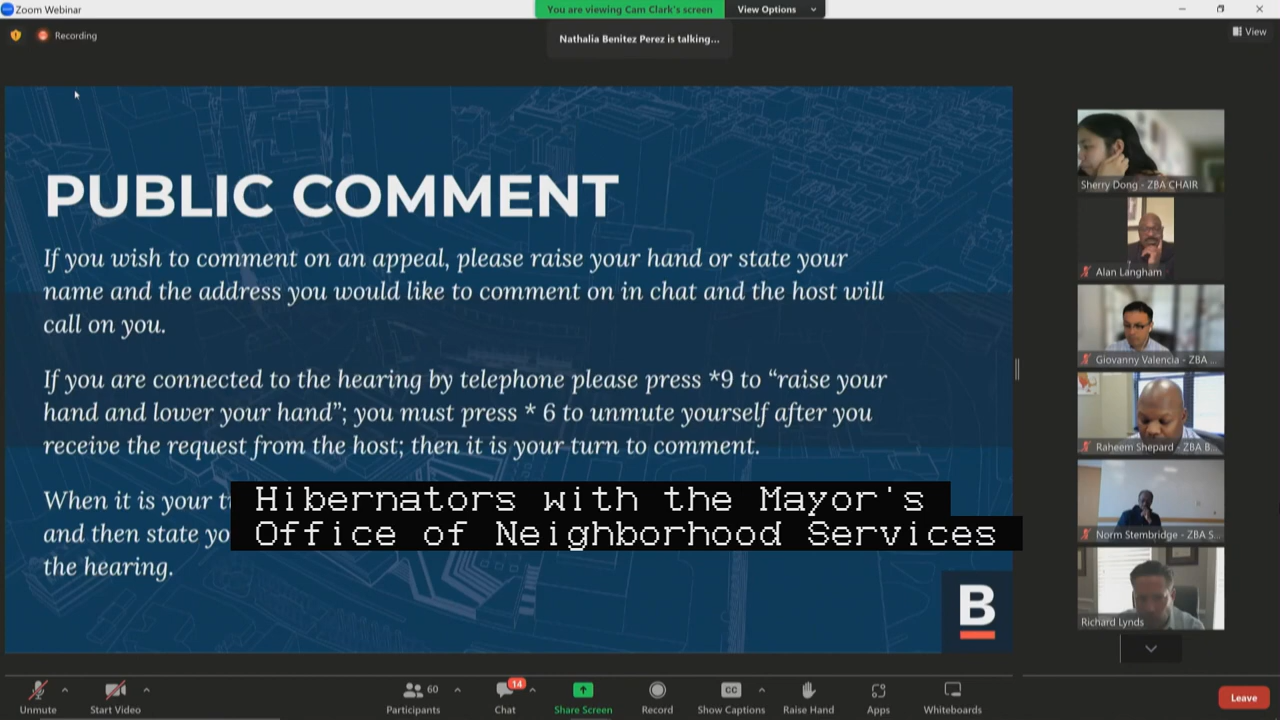 Zoom Webinar
You are viewing Cam Clark's screen
View Options
Recording
Nathalia Benitez Perez is talking...
View
PUBLIC COMMENT
If you wish to comment on an appeal, please raise your hand or state your
name and the address you would like to comment on in chat and the host will
call on you.
If you are connected to the hearing by telephone please press *9 to “raise your
hand and lower your hand”; you must press * 6 to unmute yourself after you
receive the request from the host; then it is your turn to comment.
When it is your t
and then state yo
the hearing.
Hibernators with the Mayor's
Office of Neighborhood Services
B
Sherry Dong - ZBA CHAIR
Alan Langham
Giovanny Valencia - ZBA ...
Raheem Shepard - ZBA B...
Norm Stembridge - ZBA S...
Richard Lynds
Unmute
Start Video
60
Participants
14
Chat
Share Screen
Record
CC
Show Captions
Raise Hand
Apps
Whiteboards
Leave